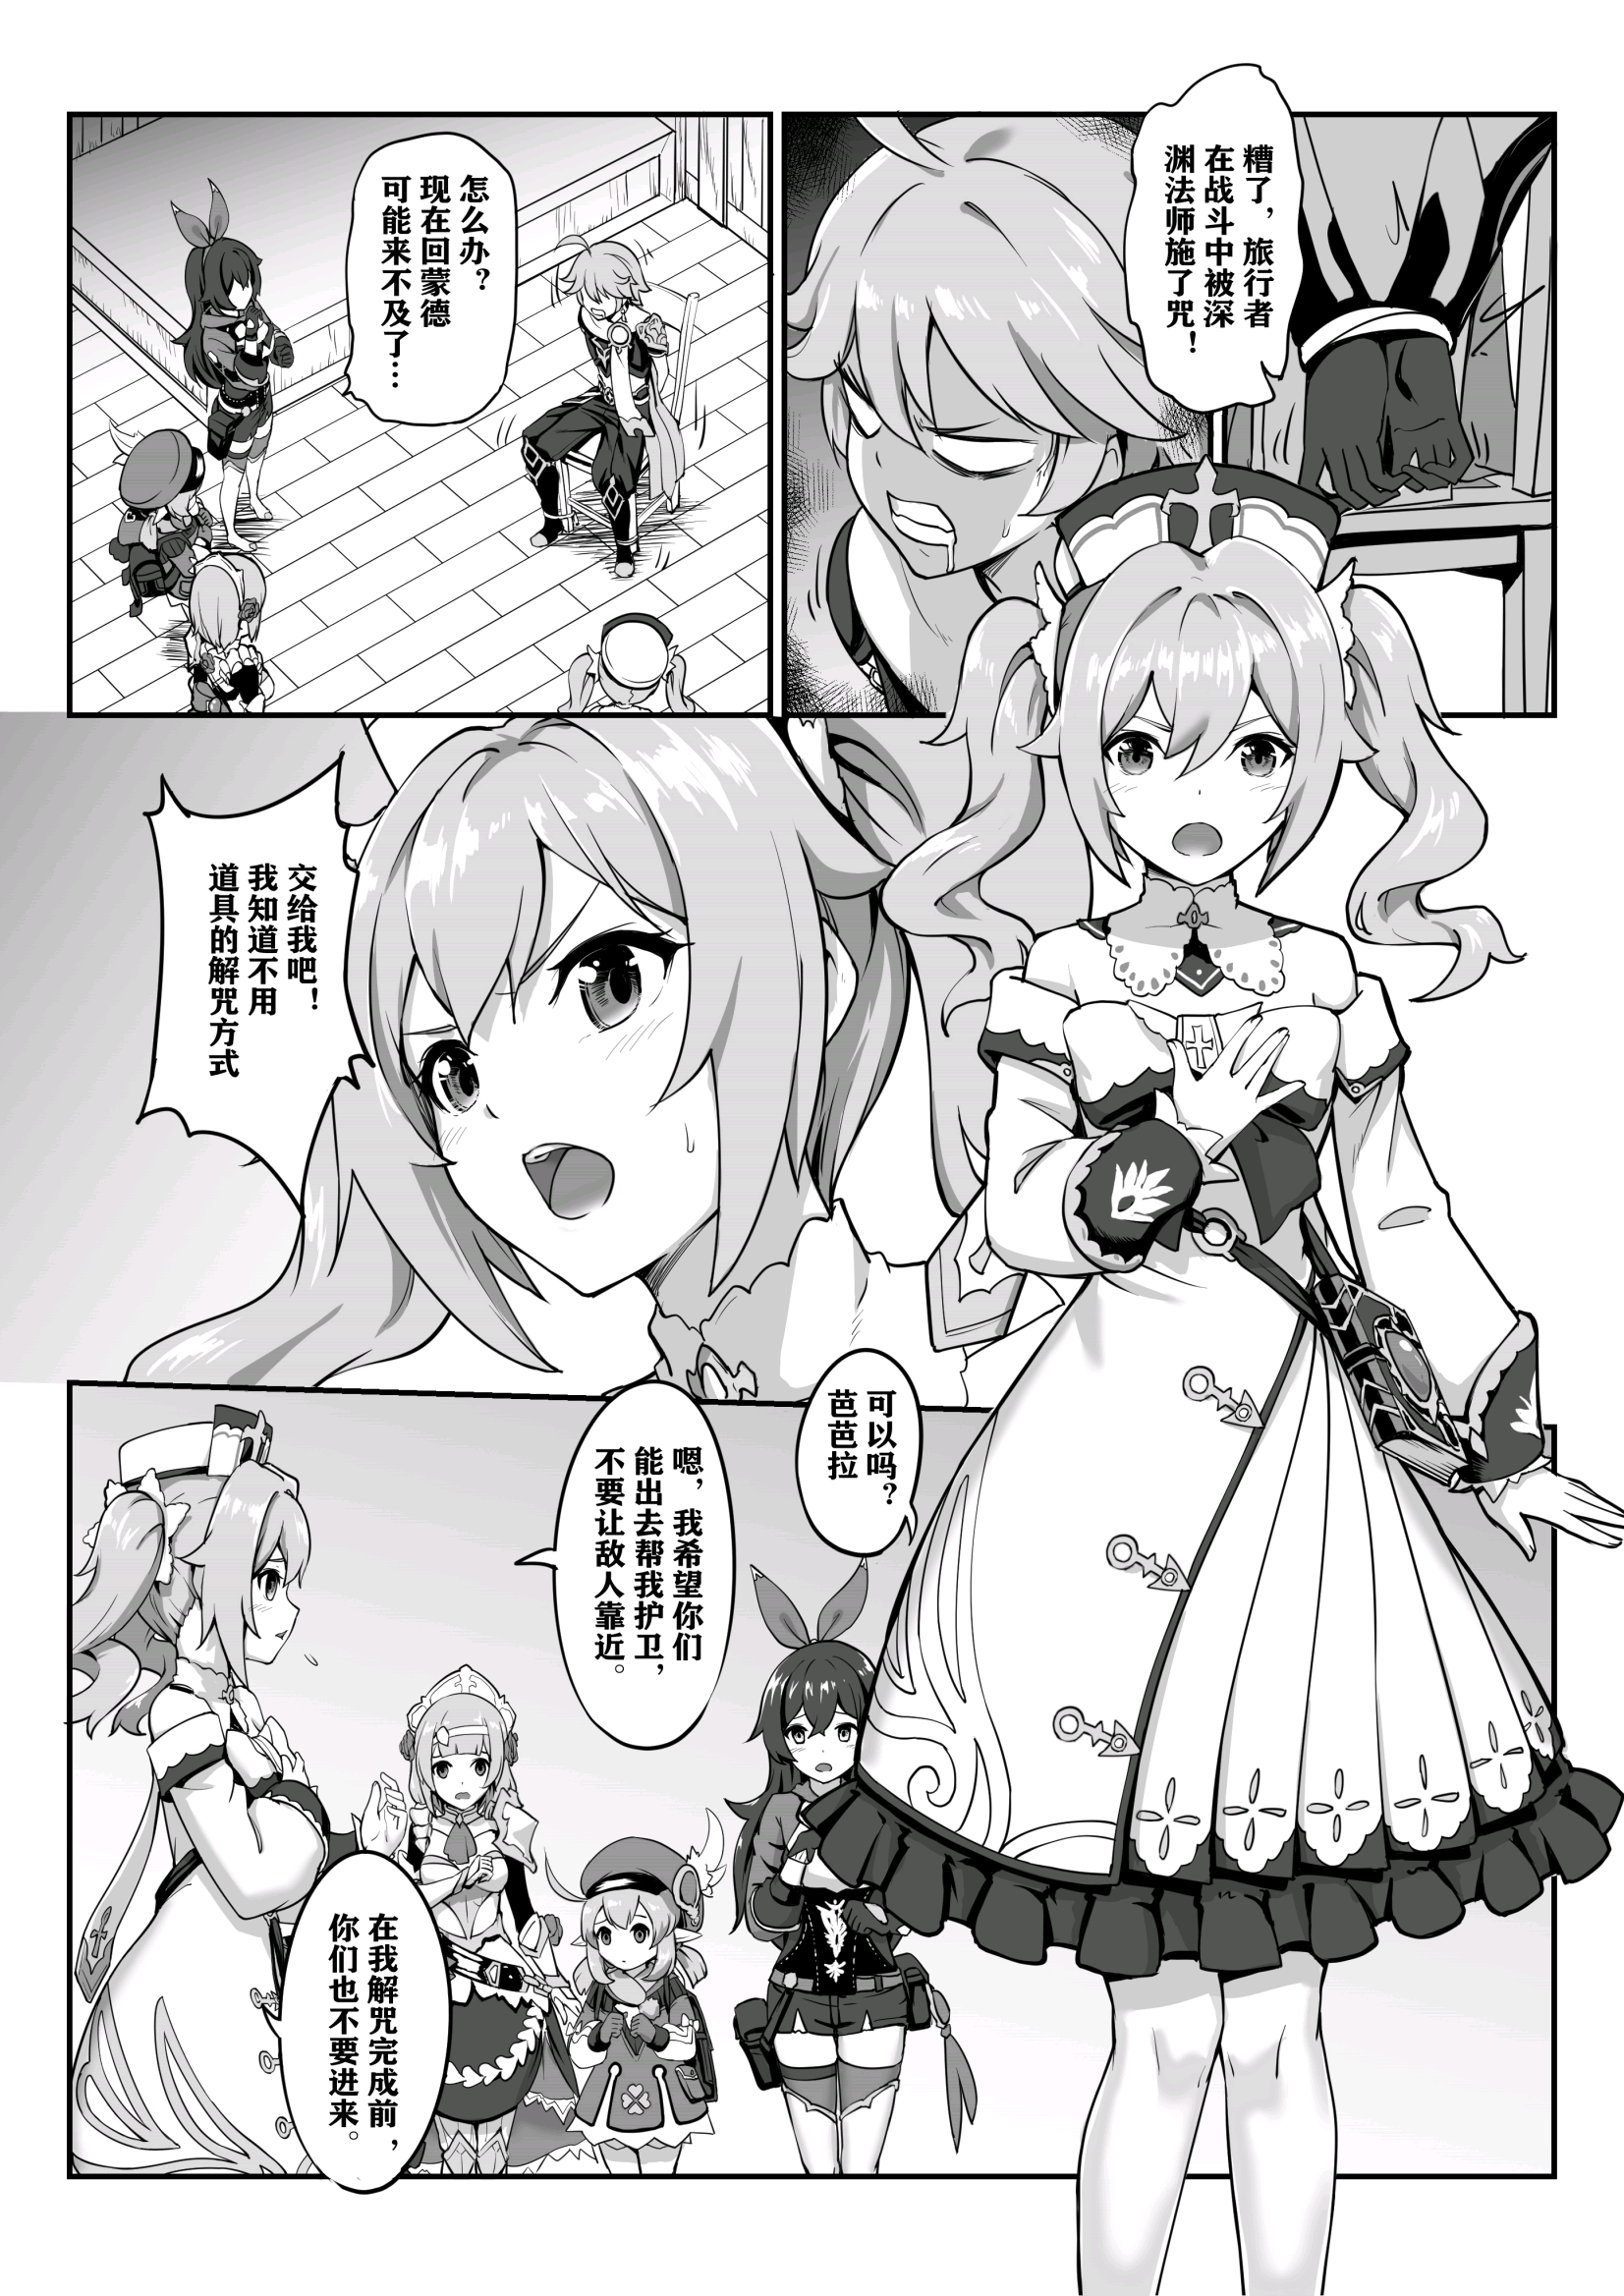 糟了，旅行者
在战斗中被深
渊法师施了咒！
怎么办？
现在回蒙德
可能来不及了…
交给我吧！
我知道不用
道具的解咒方式
可以吗？
芭芭拉
嗯，我希望你们
能出去帮我护卫，
不要让敌人靠近。
在我解咒完成前，
你们也不要进来。